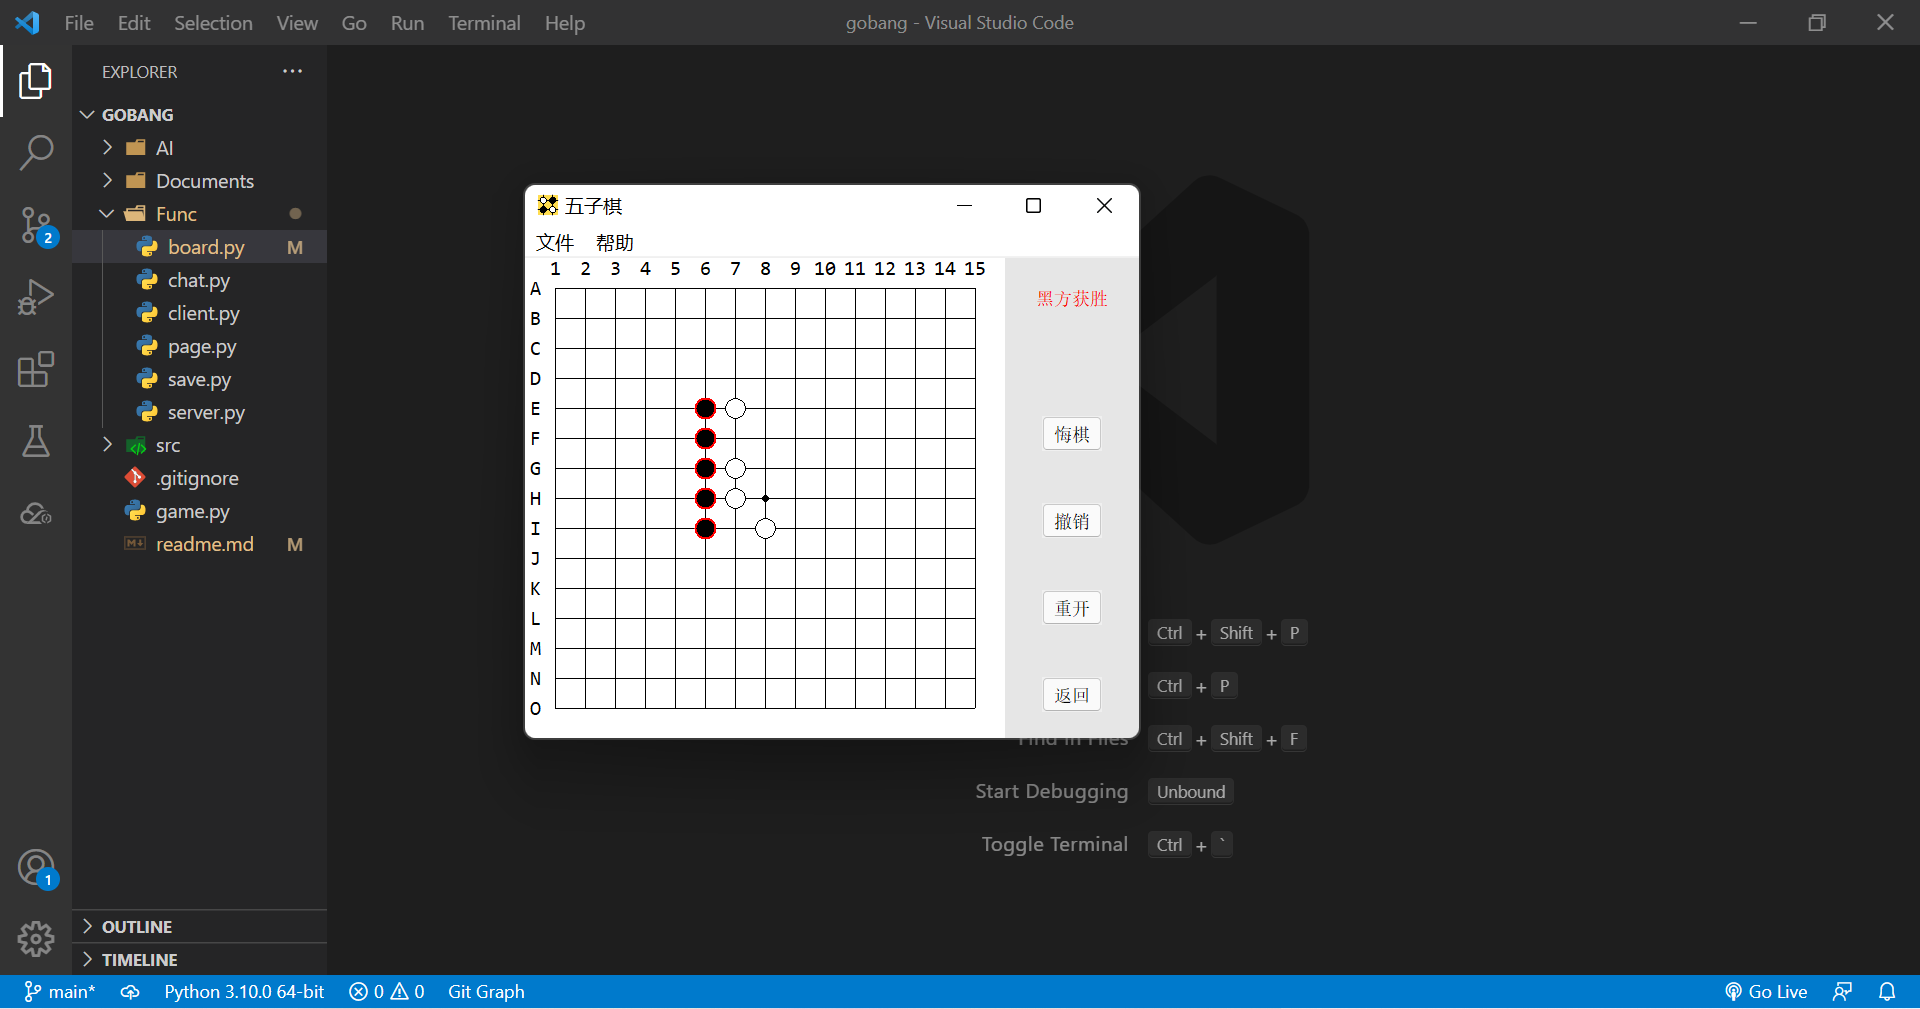 File Edit Selection View Go Run Terminal Help
gobang - Visual Studio Code
EXPLORER
GOBANG
AI
Documents
Func
board.py M
chat.py
client.py
page.py
save.py
server.py
src
.gitignore
game.py
readme.md M
OUTLINE
TIMELINE
2
1
五子棋
文件 帮助
1 2 3 4 5 6 7 8 9 10 11 12 13 14 15
A
B
C
D
E
F
G
H
I
J
K
L
M
N
O
黑方获胜
悔棋
撤销
重开
返回
Ctrl + Shift + P
Ctrl + P
Find in Files Ctrl + Shift + F
Start Debugging Unbound
Toggle Terminal Ctrl + `
main* Python 3.10.0 64-bit 0 0 Git Graph Go Live